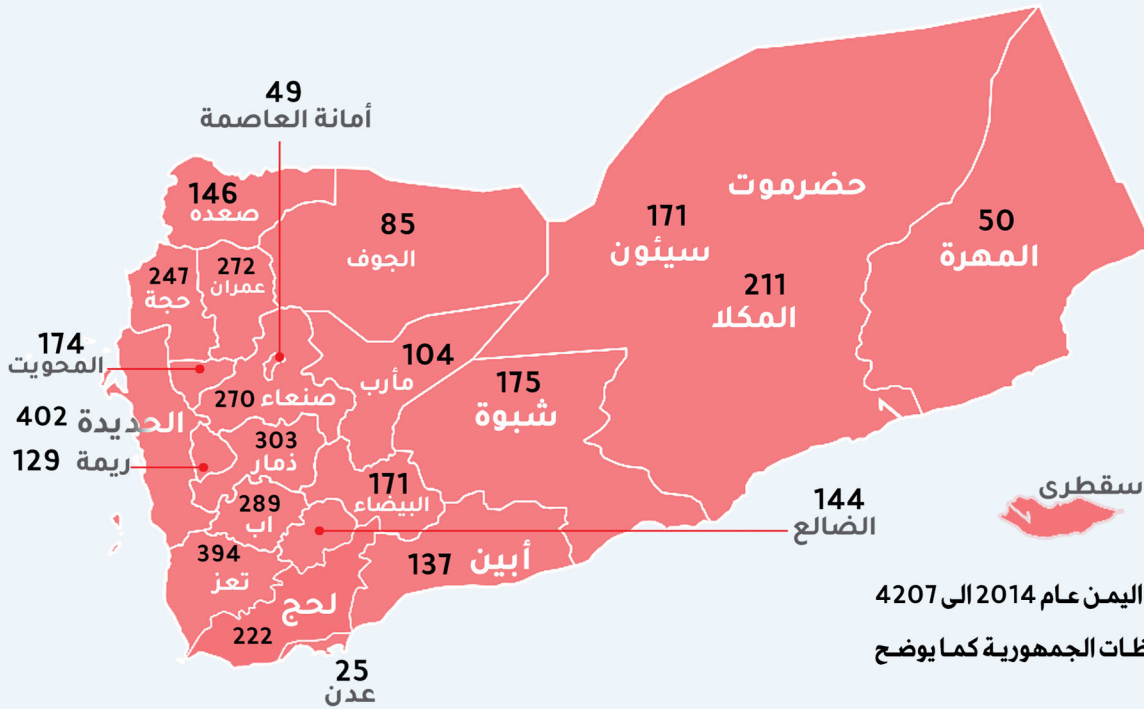 49
أمانة العاصمة
146
صعده
85
الجوف
حضرموت
171
سيئون
50
المهرة
247
حجة
272
عمران
211
المكلا
174
المحويت
104
مأرب
270
صنعاء
175
شبوة
402
الحديدة
303
ذمار
129
ريمة
171
البيضاء
289
اب
144
الضالع
سقطرى
394
تعز
137
أبين
لحج
222
25
عدن
اليمن عام 2014 الى 4207
ظات الجمهورية كما يوضح